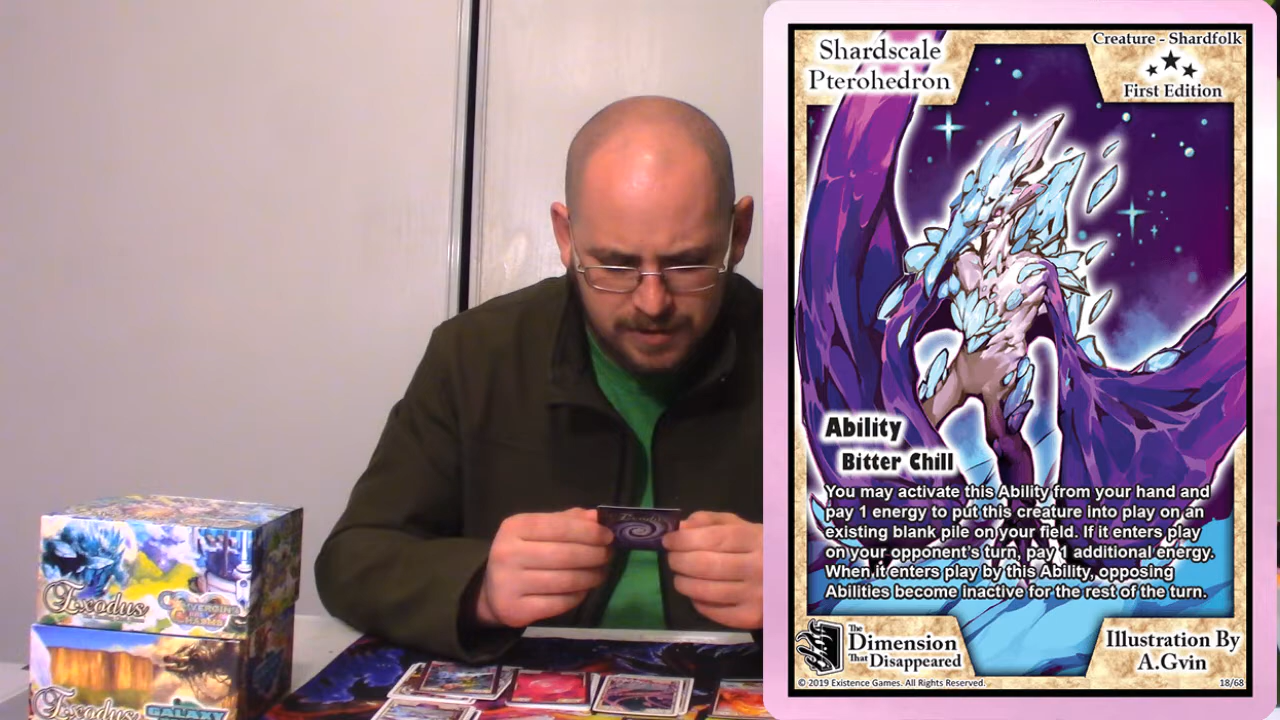 Shardscale
Pterohedron
Creature - Shardfolk
First Edition
Ability
Bitter Chill
You may activate this Ability from your hand and
pay 1 energy to put this creature into play on an
existing blank pile on your field. If it enters play
on your opponent's turn, pay 1 additional energy.
When it enters play by this Ability, opposing
Abilities become inactive for the rest of the turn.
The
Dimension
That Disappeared
Illustration By
A.Gvin
© 2019 Existence Games. All Rights Reserved.
18/68
Exodus
Exodus
GALAXY
Exodus